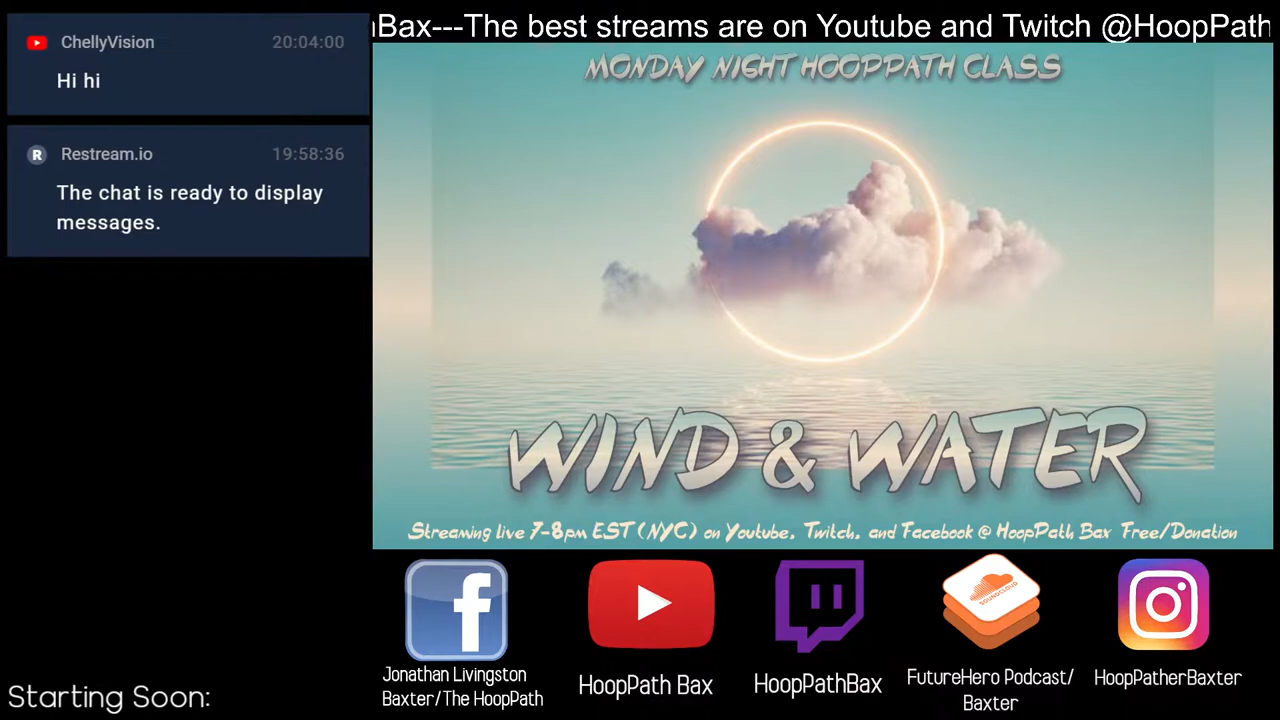 hBax---The best streams are on Youtube and Twitch @HoopPath
ChellyVision 20:04:00
Hi hi
R Restream.io 19:58:36
The chat is ready to display
messages.
MONDAY NIGHT HOOPPATH CLASS
WIND & WATER
Streaming live 7-8pm EST (NYC) on Youtube, Twitch, and Facebook @ HoopPath Bax Free/Donation
SOUNDCLOUD
Jonathan Livingston
Baxter/The HoopPath
HoopPath Bax
HoopPathBax
FutureHero Podcast/
Baxter
HoopPatherBaxter
Starting Soon: